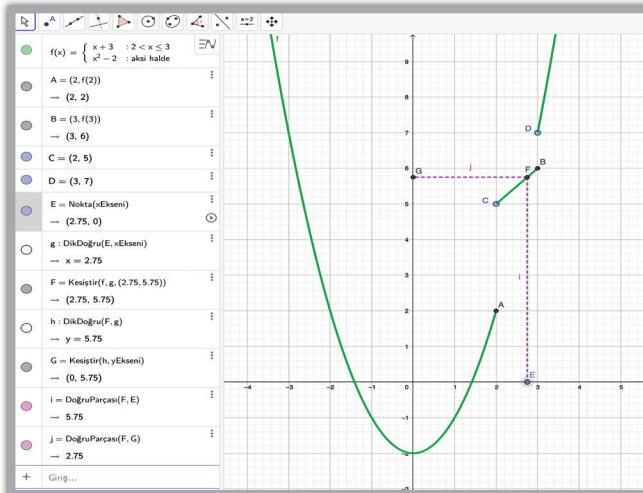 A
a=2
f(x) = { x + 3 : 2 < x ≤ 3
x² − 2 : aksi halde
A = (2, f(2))
→ (2, 2)
B = (3, f(3))
→ (3, 6)
C = (2, 5)
D = (3, 7)
E = Nokta(xEkseni)
→ (2.75, 0)
g : DikDoğru(E, xEkseni)
→ x = 2.75
F = Kesiştir(f, g, (2.75, 5.75))
→ (2.75, 5.75)
h : DikDoğru(F, g)
→ y = 5.75
G = Kesiştir(h, yEkseni)
→ (0, 5.75)
i = DoğruParçası(F, E)
→ 5.75
j = DoğruParçası(F, G)
→ 2.75
+ Giriş...
f
9
8
D
7
B
6
G
j
F
C
5
4
3
i
A
2
1
E
−4 −3 −2 −1 0 1 2 3 4 5
−1
−2
−3